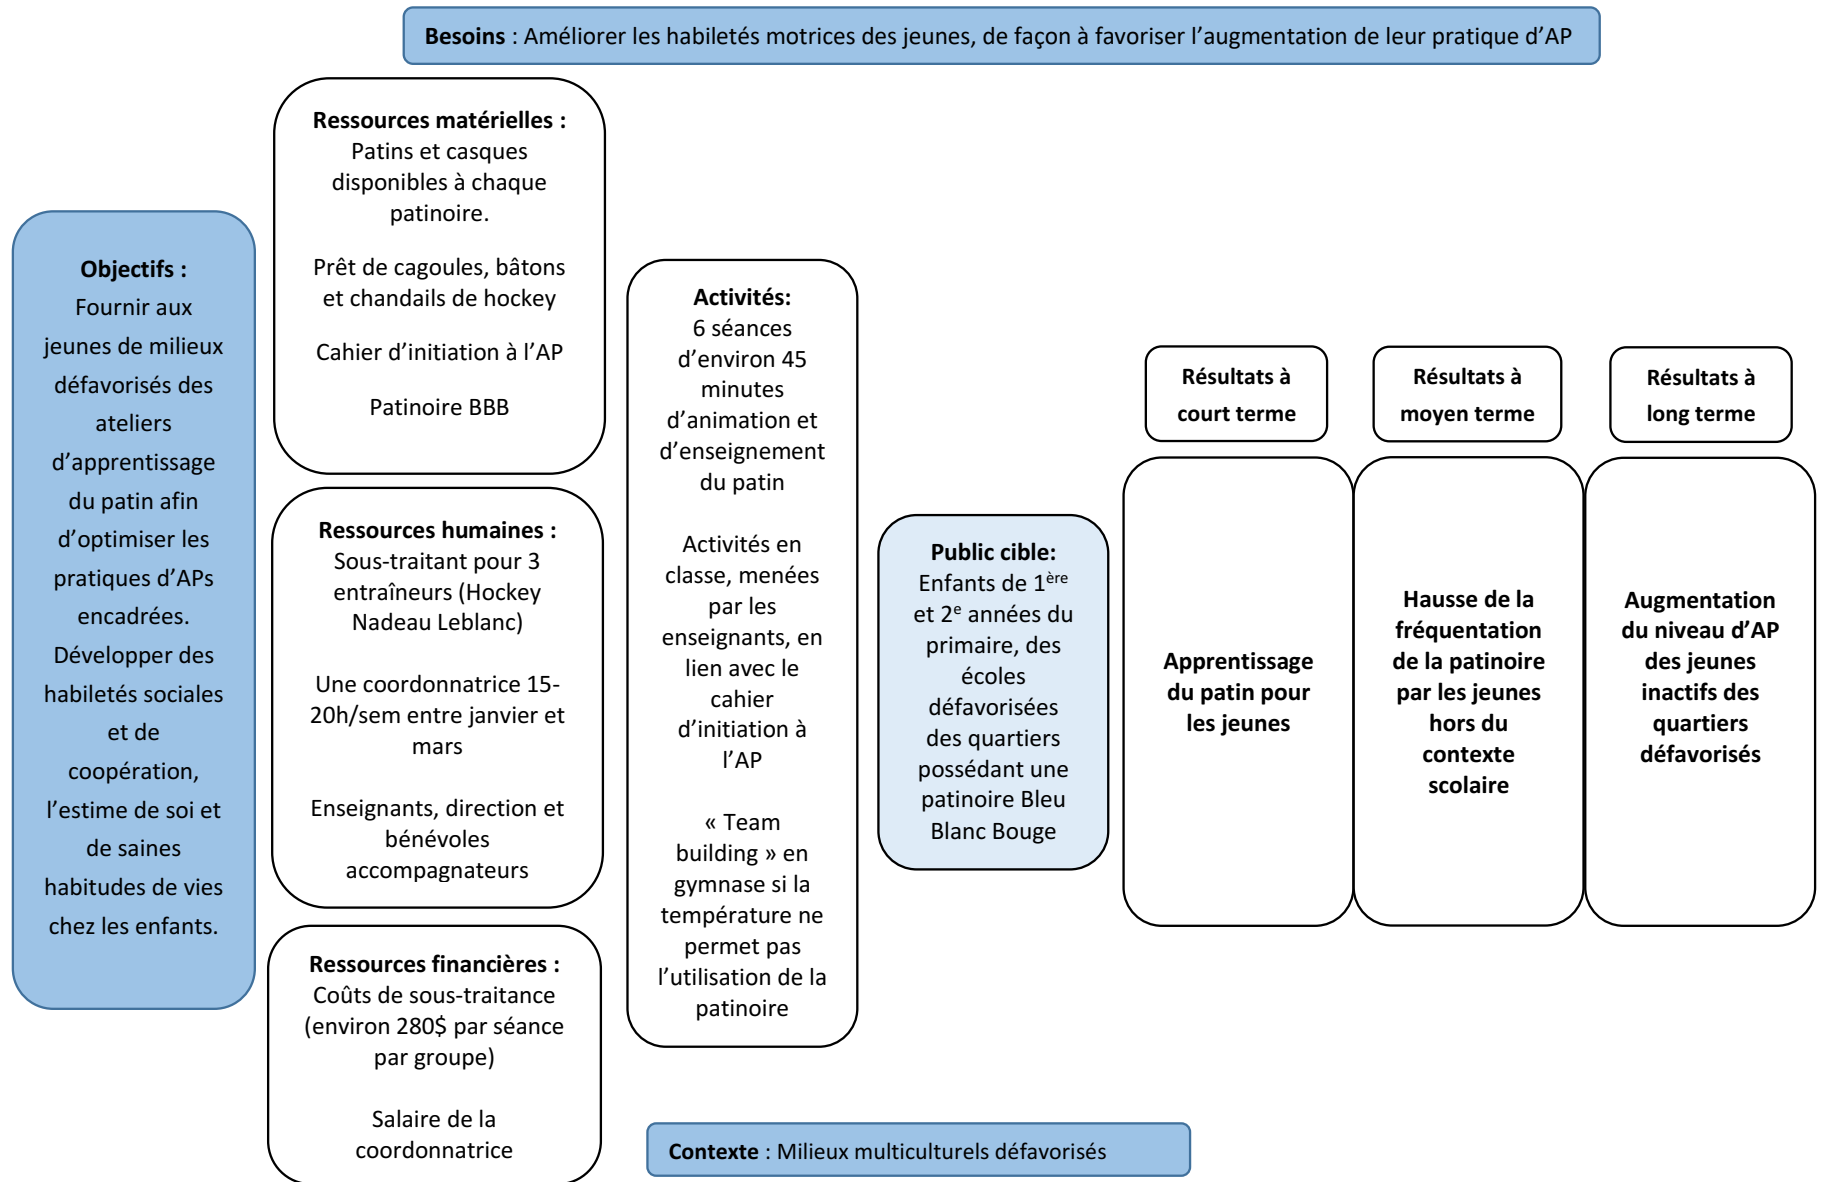 Besoins : Améliorer les habiletés motrices des jeunes, de façon à favoriser l’augmentation de leur pratique d’AP
Objectifs :
Fournir aux
jeunes de milieux
défavorisés des
ateliers
d’apprentissage
du patin afin
d’optimiser les
pratiques d’APs
encadrées.
Développer des
habiletés sociales
et de
coopération,
l’estime de soi et
de saines
habitudes de vies
chez les enfants.
Ressources matérielles :
Patins et casques
disponibles à chaque
patinoire.
Prêt de cagoules, bâtons
et chandails de hockey
Cahier d’initiation à l’AP
Patinoire BBB
Ressources humaines :
Sous-traitant pour 3
entraîneurs (Hockey
Nadeau Leblanc)
Une coordonnatrice 15-
20h/sem entre janvier et
mars
Enseignants, direction et
bénévoles
accompagnateurs
Ressources financières :
Coûts de sous-traitance
(environ 280$ par séance
par groupe)
Salaire de la
coordonnatrice
Activités:
6 séances
d’environ 45
minutes
d’animation et
d’enseignement
du patin
Activités en
classe, menées
par les
enseignants, en
lien avec le
cahier
d’initiation à
l’AP
« Team
building » en
gymnase si la
température ne
permet pas
l’utilisation de la
patinoire
Public cible:
Enfants de 1ère
et 2e années du
primaire, des
écoles
défavorisées
des quartiers
possédant une
patinoire Bleu
Blanc Bouge
Résultats à
court terme
Apprentissage
du patin pour
les jeunes
Résultats à
moyen terme
Hausse de la
fréquentation
de la patinoire
par les jeunes
hors du
contexte
scolaire
Résultats à
long terme
Augmentation
du niveau d’AP
des jeunes
inactifs des
quartiers
défavorisés
Contexte : Milieux multiculturels défavorisés